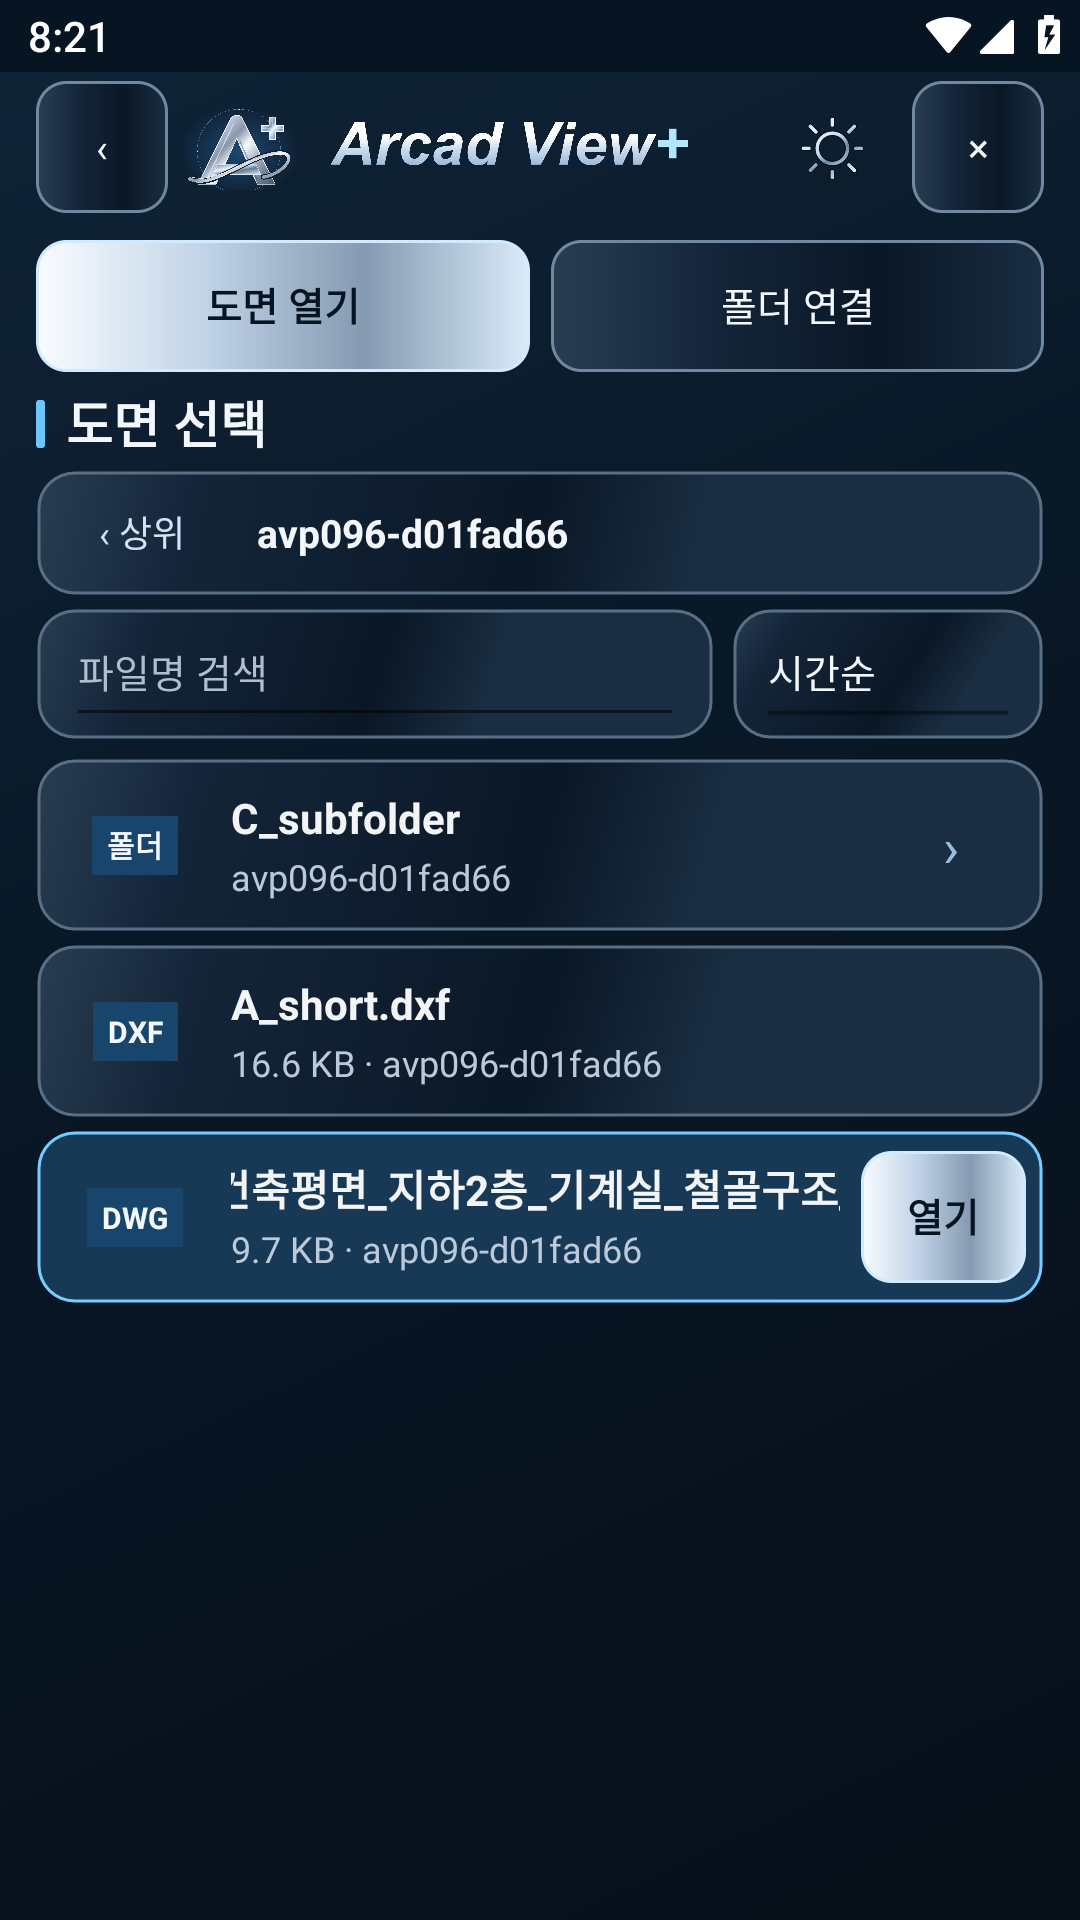 8:21
‹
Arcad View+
×
도면 열기
폴더 연결
도면 선택
‹ 상위
avp096-d01fad66
파일명 검색
시간순
폴더
C_subfolder
avp096-d01fad66
›
DXF
A_short.dxf
16.6 KB · avp096-d01fad66
DWG
축평면_지하2층_기계실_철골구조
9.7 KB · avp096-d01fad66
열기